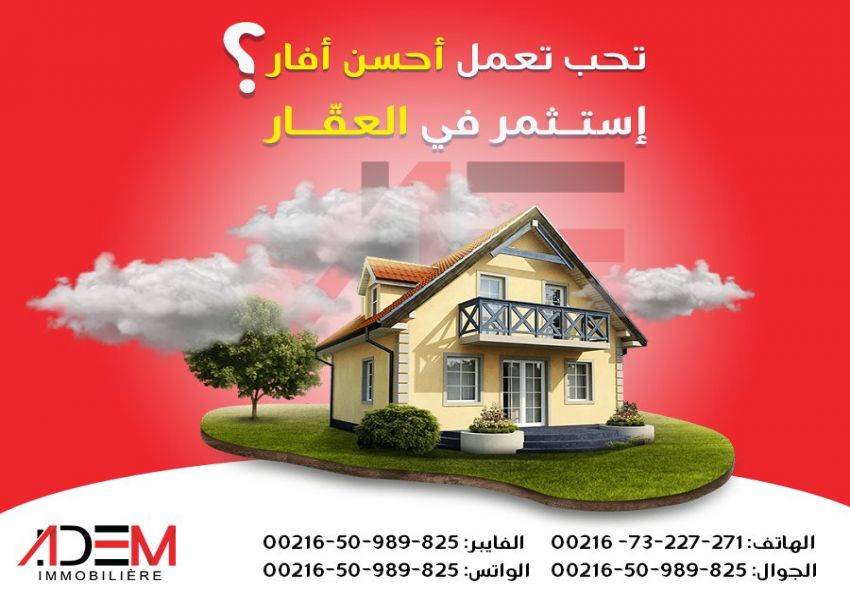 تحب تعمل أحسن أفار؟
إستـثمر في العقّـار
الهاتف: 271-227-73- 00216
الفايبر: 825-989-50-00216
الجوال: 825-989-50-00216
الواتس: 825-989-50-00216
ADEM
IMMOBILIÈRE